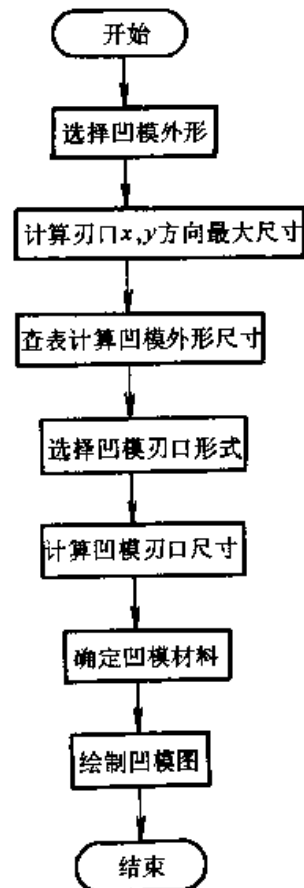 开始
选择凹模外形
计算刃口x,y方向最大尺寸
查表计算凹模外形尺寸
选择凹模刃口形式
计算凹模刃口尺寸
确定凹模材料
绘制凹模图
结束